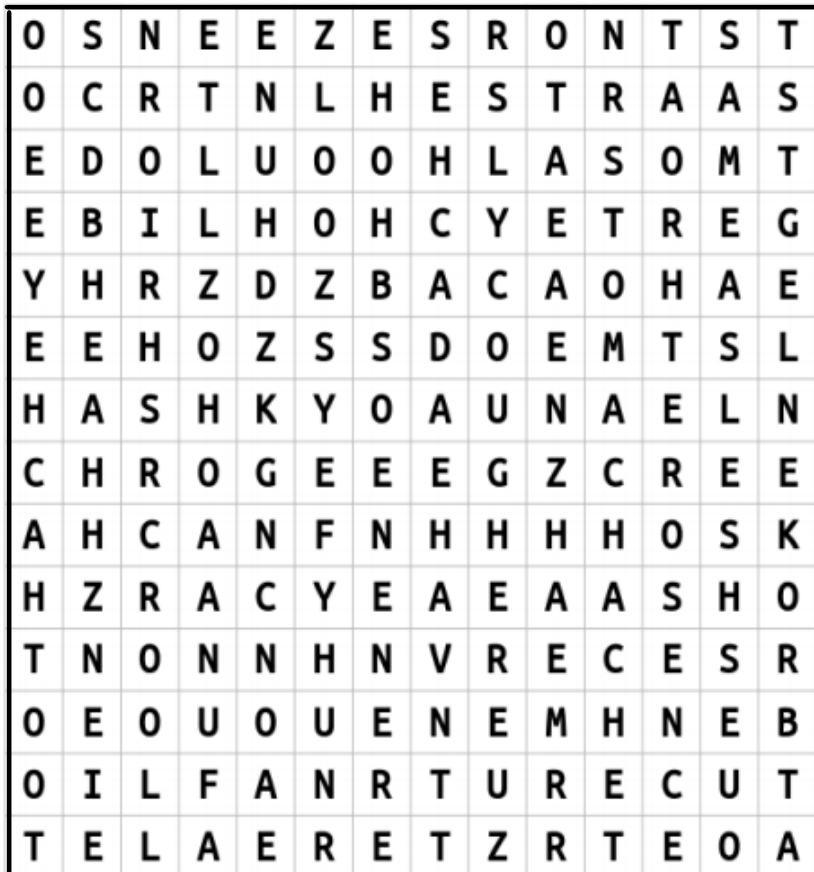 O S N E E Z E S R O N T S T
O C R T N L H E S T R A A S
E D O L U O O H L A S O M T
E B I L H O H C Y E T R E G
Y H R Z D Z B A C A O H A E
E E H O Z S S D O E M T S L
H A S H K Y O A U N A E L N
C H R O G E E E G Z C R E E
A H C A N F N H H H H O S K
H Z R A C Y E A E A A S H O
T N O N N H N V R E C E S R
O E O U O U E N E M H N E B
O I L F A N R T U R E C U T
T E L A E R E T Z R T E O A